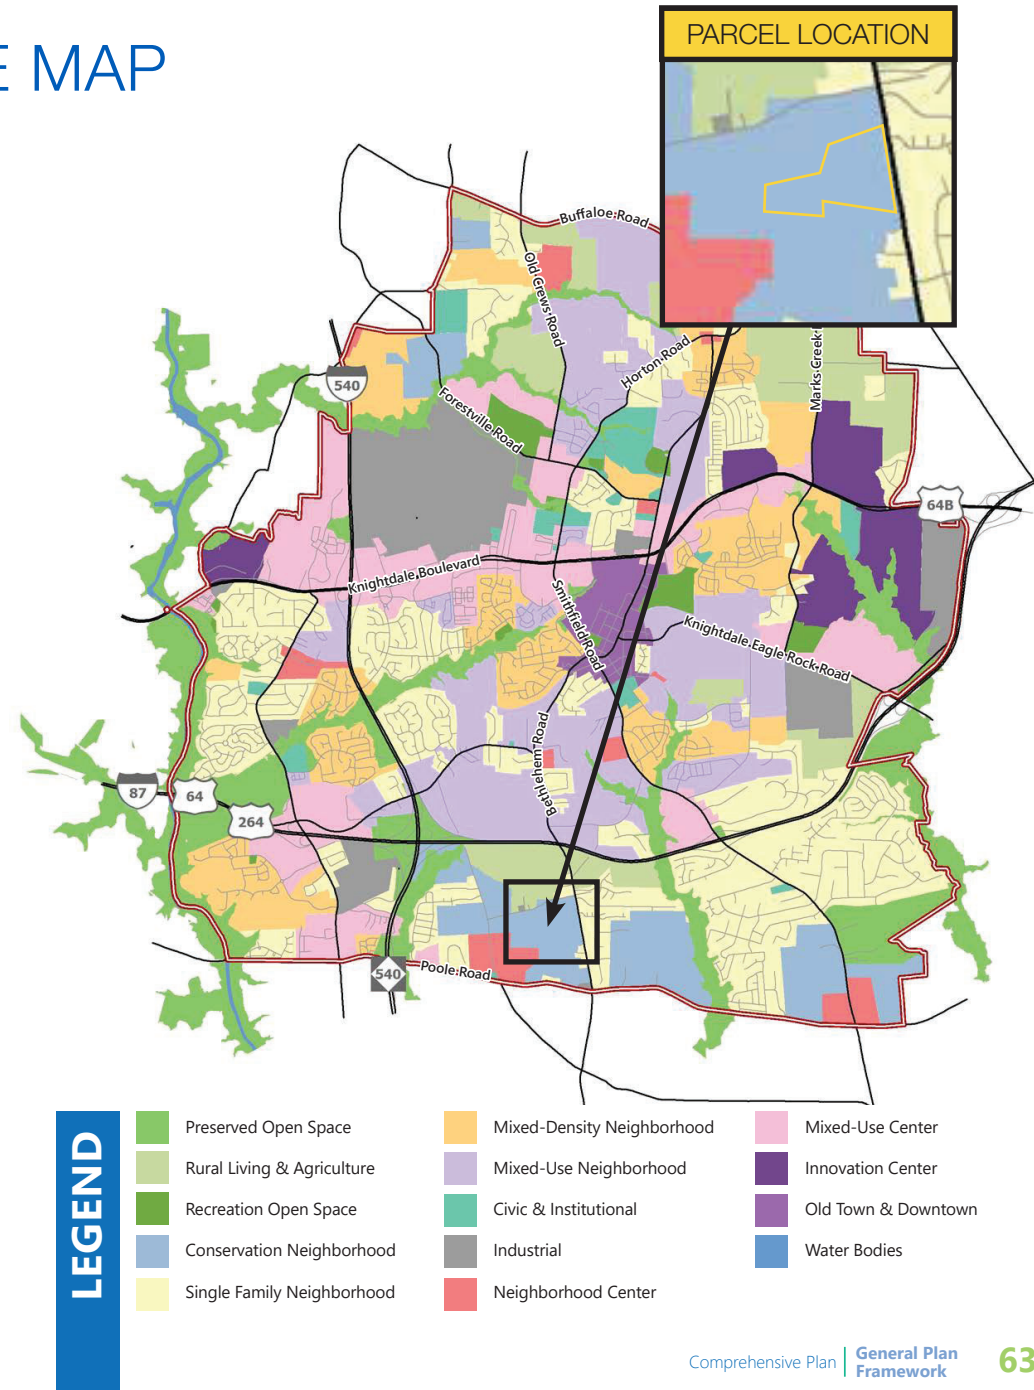 E MAP
PARCEL LOCATION
Buffaloe Road
Old Crews Road
Horton Road
Marks Creek
540
Forestville Road
64B
Knightdale Boulevard
Smithfield Road
Knightdale Eagle Rock Road
Bethlehem Road
87
64
264
540
Poole Road
LEGEND
Preserved Open Space
Rural Living & Agriculture
Recreation Open Space
Conservation Neighborhood
Single Family Neighborhood
Mixed-Density Neighborhood
Mixed-Use Neighborhood
Civic & Institutional
Industrial
Neighborhood Center
Mixed-Use Center
Innovation Center
Old Town & Downtown
Water Bodies
Comprehensive Plan
General Plan
Framework
63